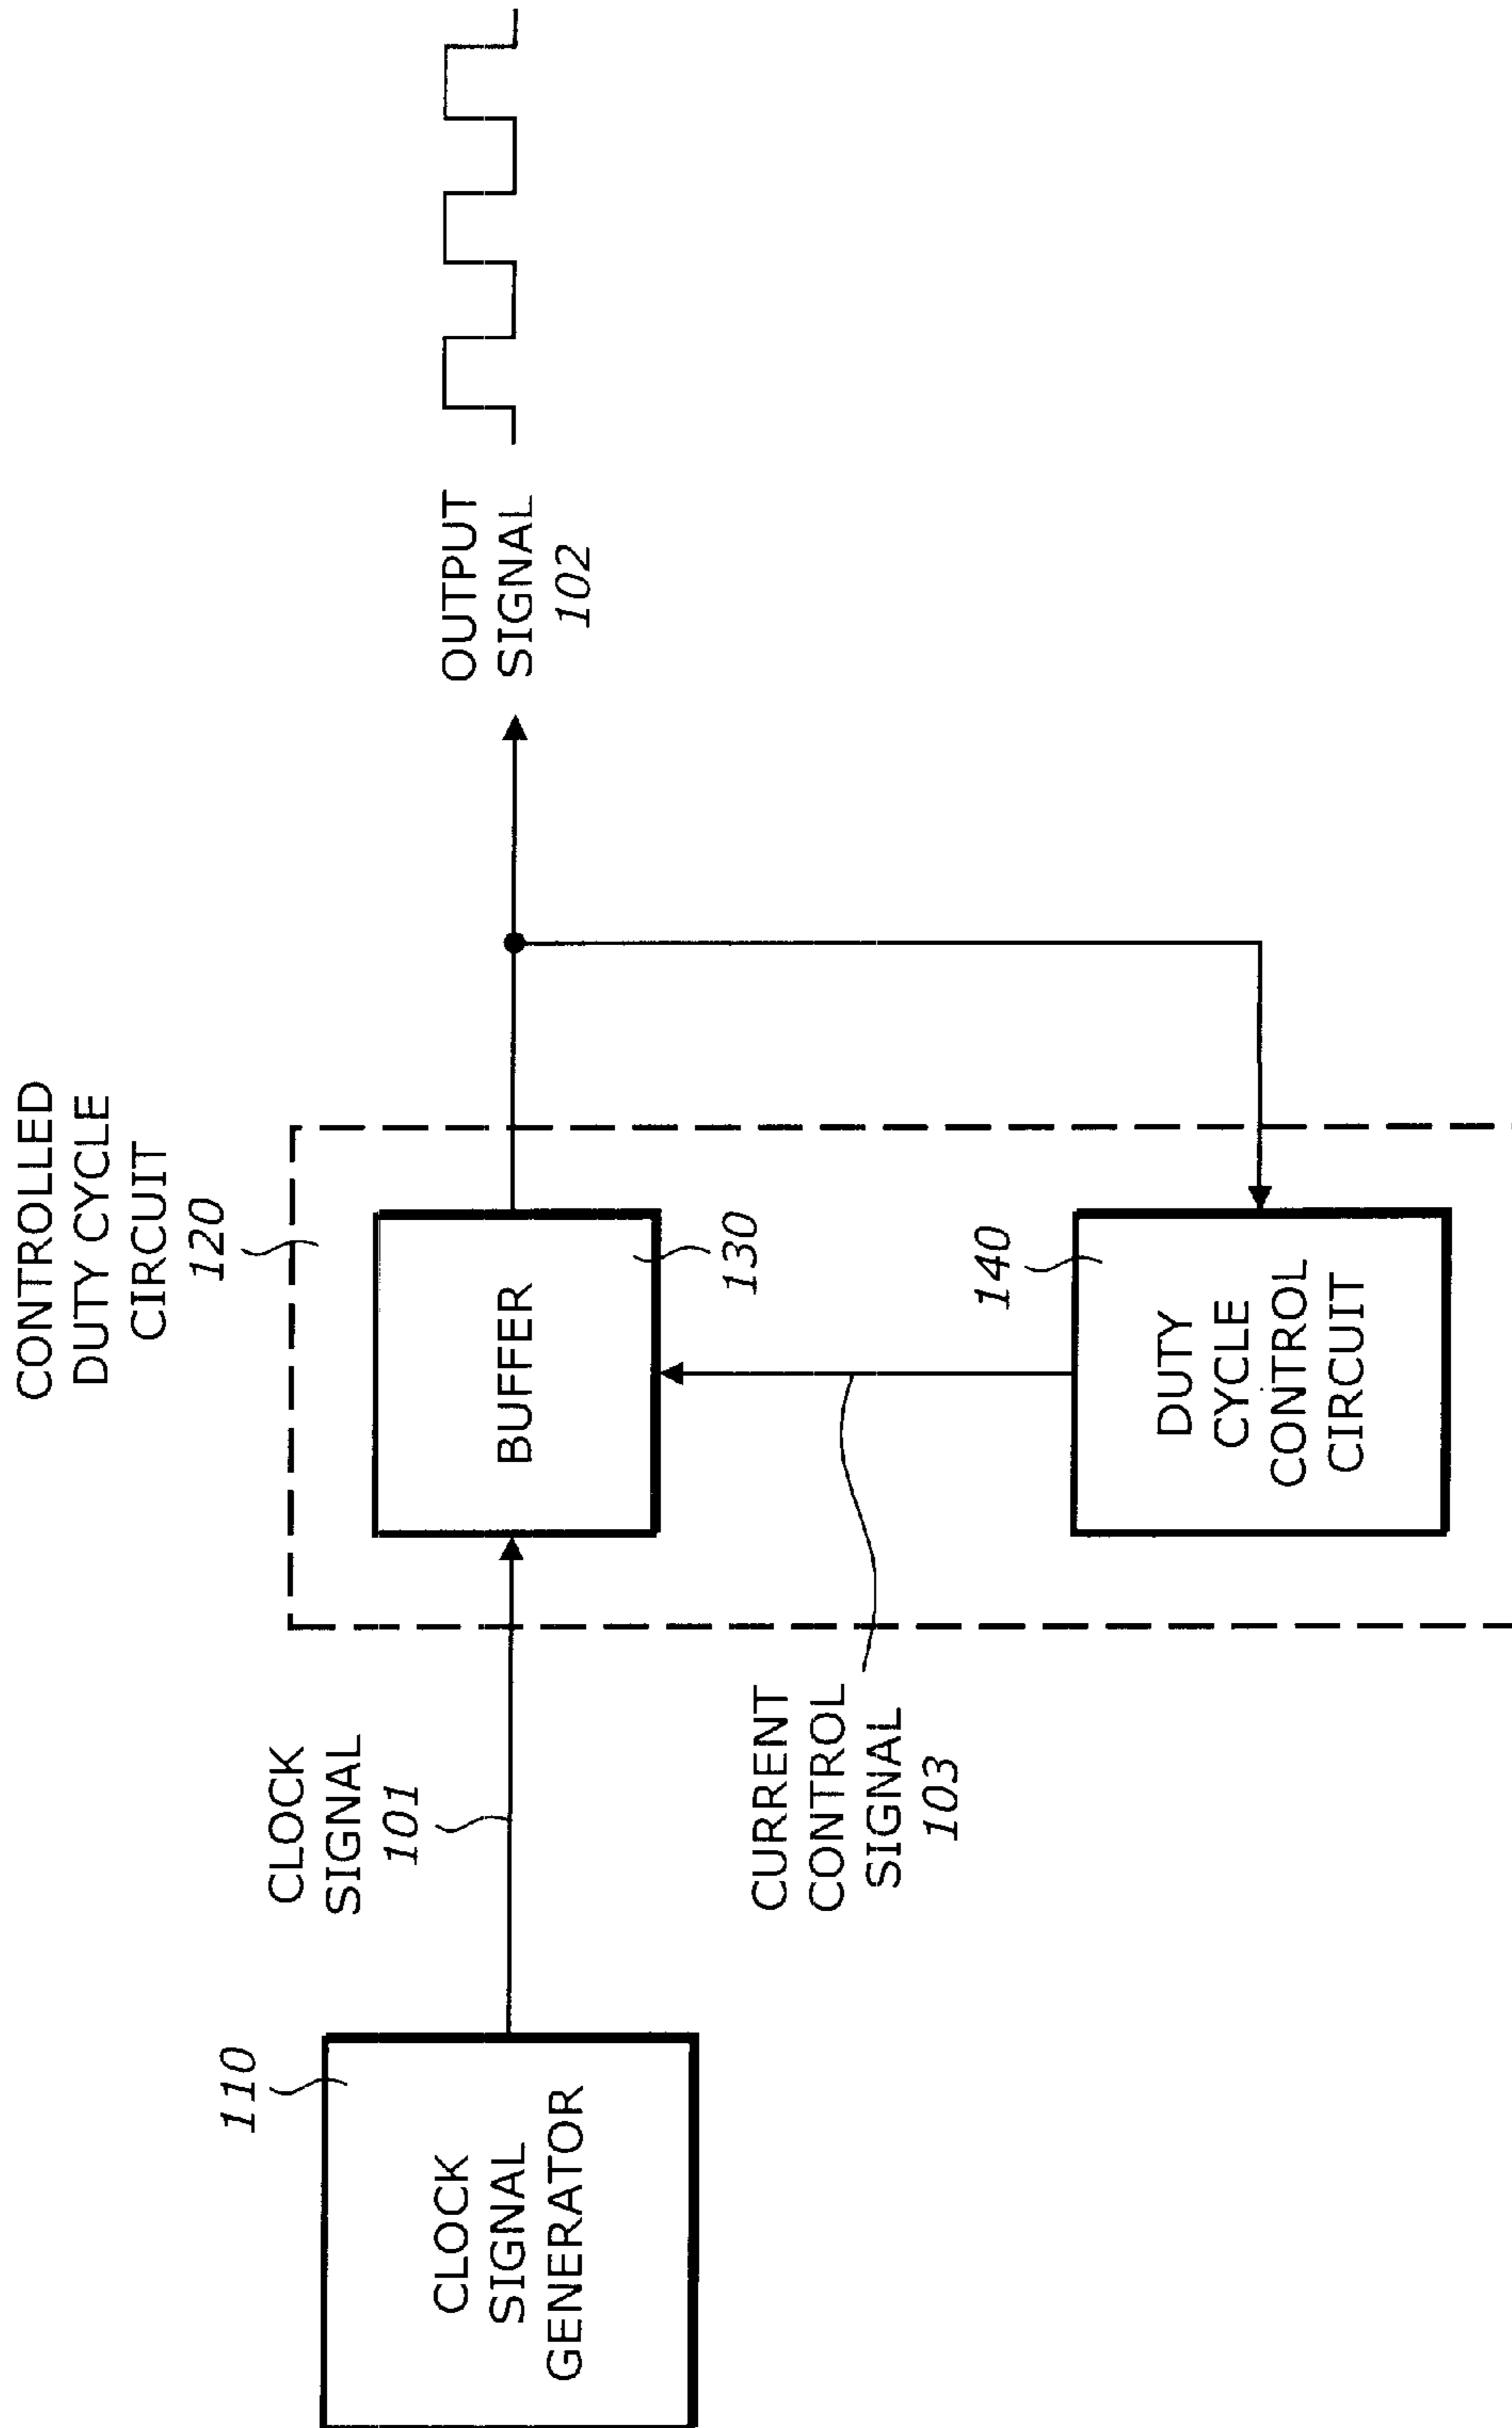 CONTROLLED
DUTY CYCLE
CIRCUIT
120
CLOCK
SIGNAL
GENERATOR
110
CLOCK
SIGNAL
101
BUFFER
130
OUTPUT
SIGNAL
102
CURRENT
CONTROL
SIGNAL
103
DUTY
CYCLE
CONTROL
CIRCUIT
140